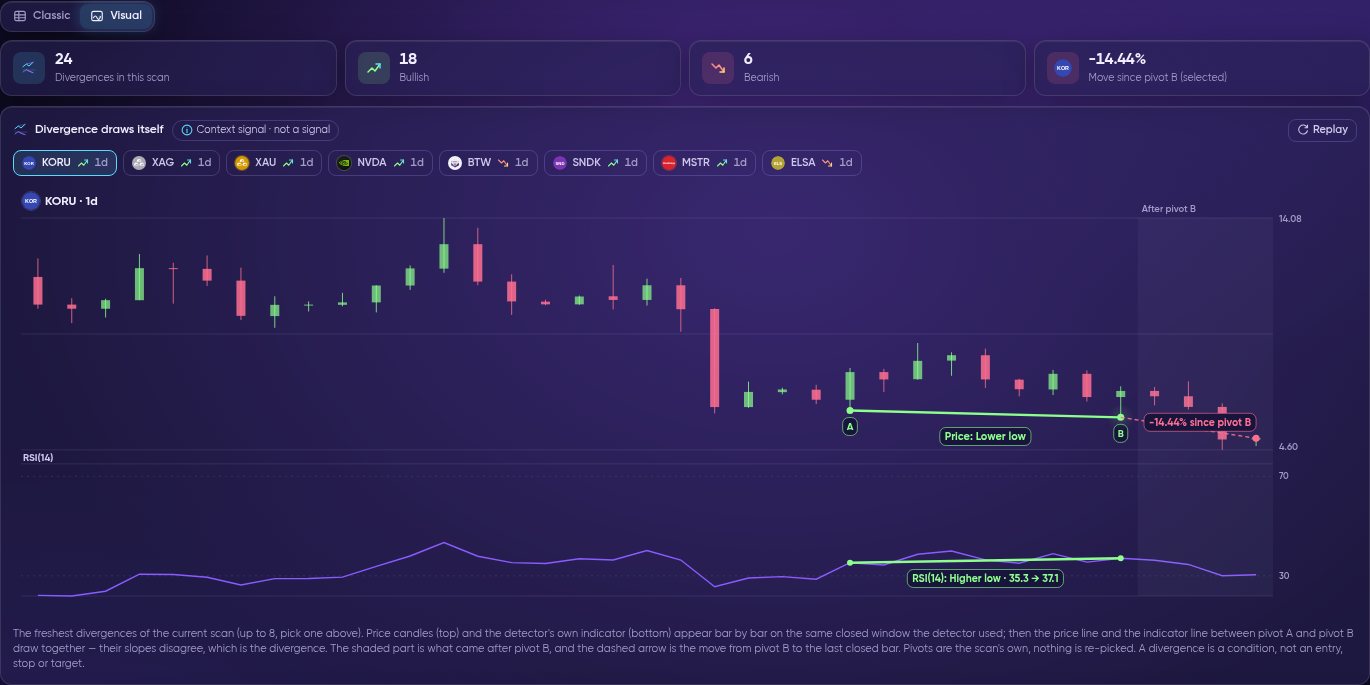 Classic
Visual
24
Divergences in this scan
18
Bullish
6
Bearish
KOR
-14.44%
Move since pivot B (selected)
Divergence draws itself
Context signal · not a signal
Replay
KOR KORU 1d
XAG 1d
XAU 1d
NVDA 1d
BTW 1d
SND SNDK 1d
MSTR 1d
ELS ELSA 1d
KOR KORU · 1d
After pivot B
14.08
A
Price: Lower low
B
-14.44% since pivot B
4.60
RSI(14)
70
RSI(14): Higher low · 35.3 → 37.1
30
The freshest divergences of the current scan (up to 8, pick one above). Price candles (top) and the detector's own indicator (bottom) appear bar by bar on the same closed window the detector used; then the price line and the indicator line between pivot A and pivot B
draw together — their slopes disagree, which is the divergence. The shaded part is what came after pivot B, and the dashed arrow is the move from pivot B to the last closed bar. Pivots are the scan's own, nothing is re-picked. A divergence is a condition, not an entry,
stop or target.